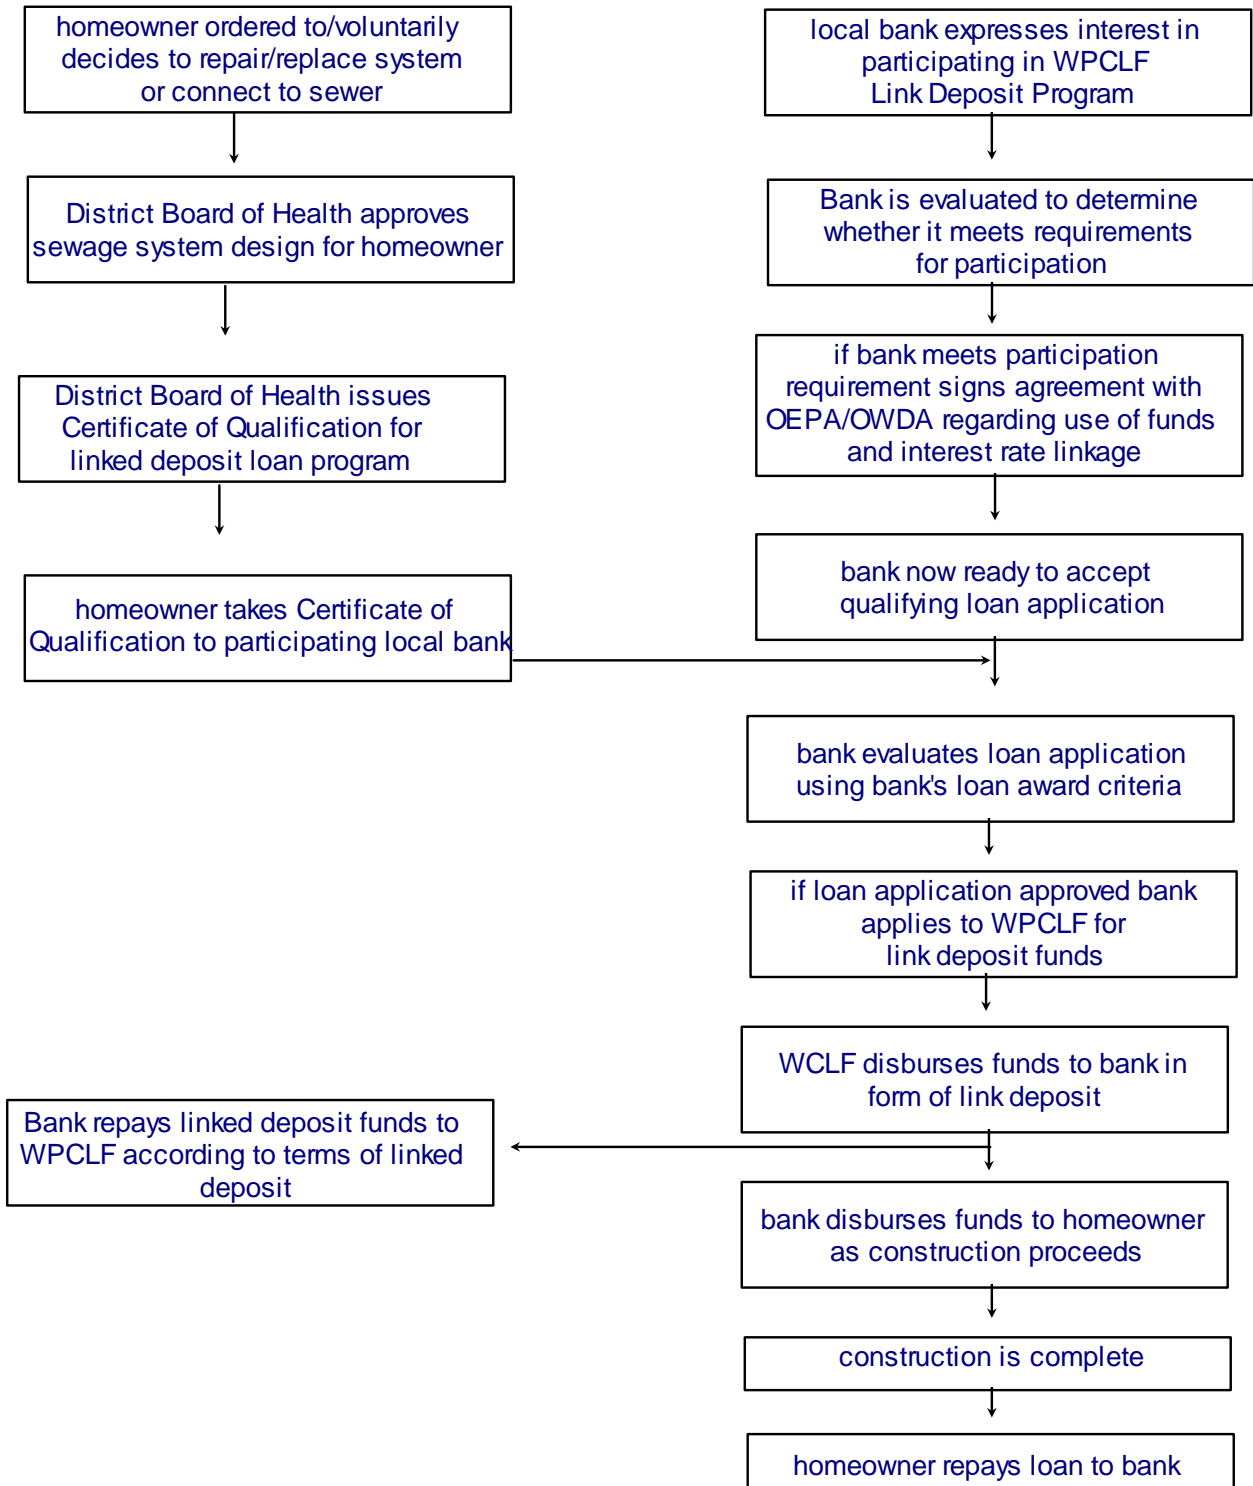 homeowner ordered to/voluntarily
decides to repair/replace system
or connect to sewer
District Board of Health approves
sewage system design for homeowner
District Board of Health issues
Certificate of Qualification for
linked deposit loan program
homeowner takes Certificate of
Qualification to participating local bank
local bank expresses interest in
participating in WPCLF
Link Deposit Program
Bank is evaluated to determine
whether it meets requirements
for participation
if bank meets participation
requirement signs agreement with
OEPA/OWDA regarding use of funds
and interest rate linkage
bank now ready to accept
qualifying loan application
bank evaluates loan application
using bank's loan award criteria
if loan application approved bank
applies to WPCLF for
link deposit funds
WCLF disburses funds to bank in
form of link deposit
Bank repays linked deposit funds to
WPCLF according to terms of linked
deposit
bank disburses funds to homeowner
as construction proceeds
construction is complete
homeowner repays loan to bank